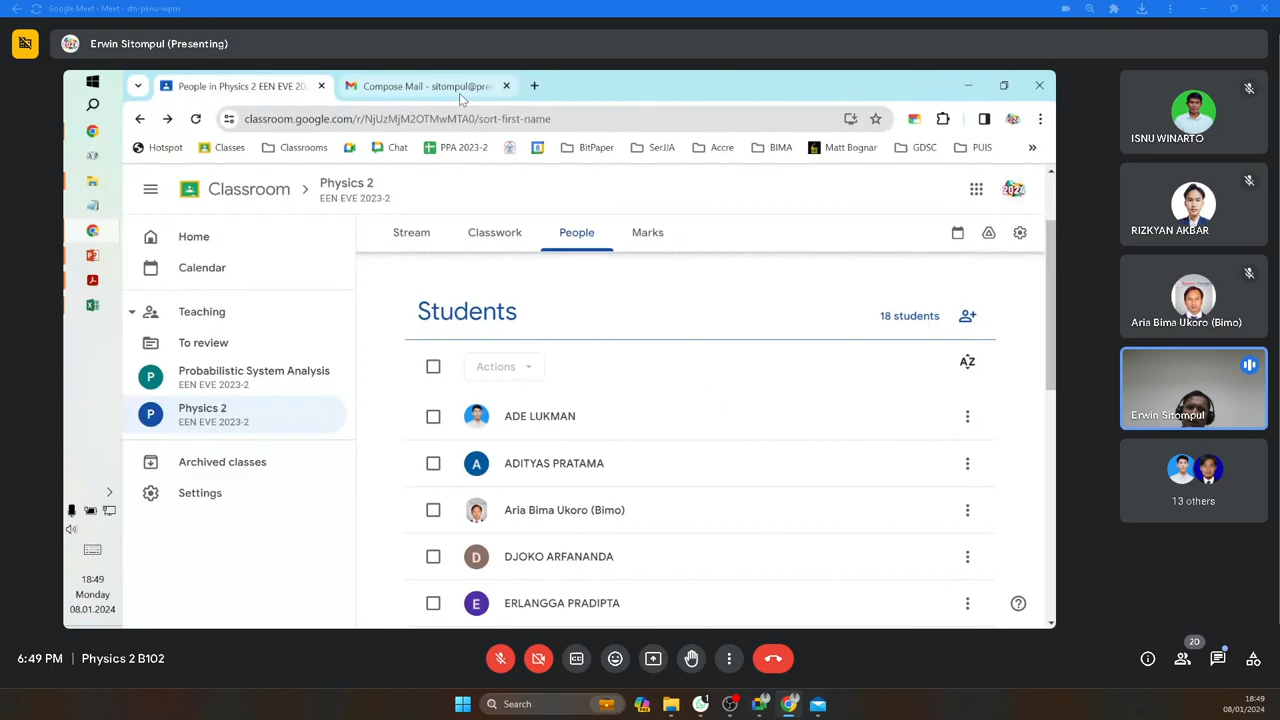 Google Meet - Meet - sfn-pknu-wpm
Erwin Sitompul (Presenting)
People in Physics 2 EEN EVE 20
Compose Mail - sitompul@pre
classroom.google.com/r/NjUzMjM2OTMwMTA0/sort-first-name
Hotspot
Classes
Classrooms
Chat
PPA 2023-2
BitPaper
SerJJA
Accre
BIMA
Matt Bognar
GDSC
PUIS
Classroom
Physics 2
EEN EVE 2023-2
2024
Home
Calendar
Teaching
To review
P
Probabilistic System Analysis
EEN EVE 2023-2
P
Physics 2
EEN EVE 2023-2
Archived classes
Settings
Stream
Classwork
People
Marks
Students
18 students
Actions
AZ
ADE LUKMAN
A
ADITYAS PRATAMA
Aria Bima Ukoro (Bimo)
D
DJOKO ARFANANDA
E
ERLANGGA PRADIPTA
18:49
Monday
08.01.2024
ISNU WINARTO
RIZKYAN AKBAR
Aria Bima Ukoro (Bimo)
Erwin Sitompul
13 others
6:49 PM
Physics 2 B102
20
Search
18:49
08/01/2024